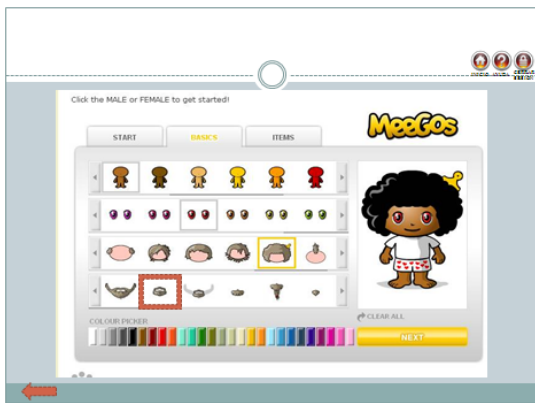 Click the MALE or FEMALE to get started!
MeeGos
START BASICS ITEMS
COLOUR PICKER
CLEAR ALL
NEXT